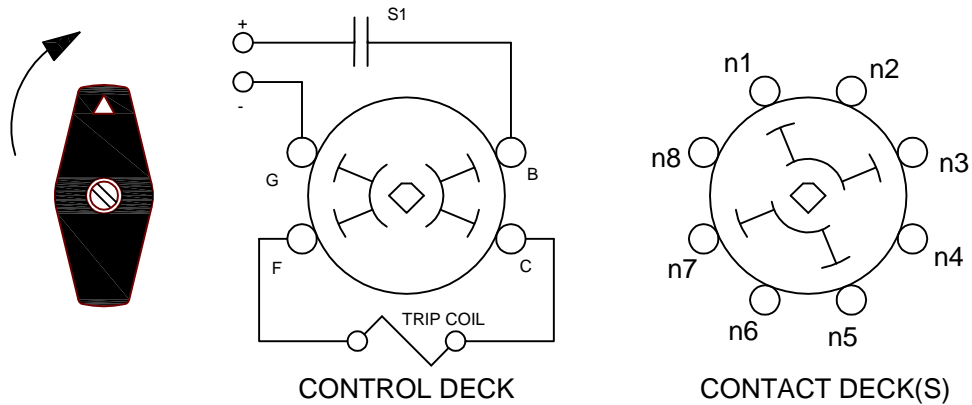 S1
+
-
G
B
F
C
TRIP COIL
CONTROL DECK
n1
n2
n3
n4
n5
n6
n7
n8
CONTACT DECK(S)